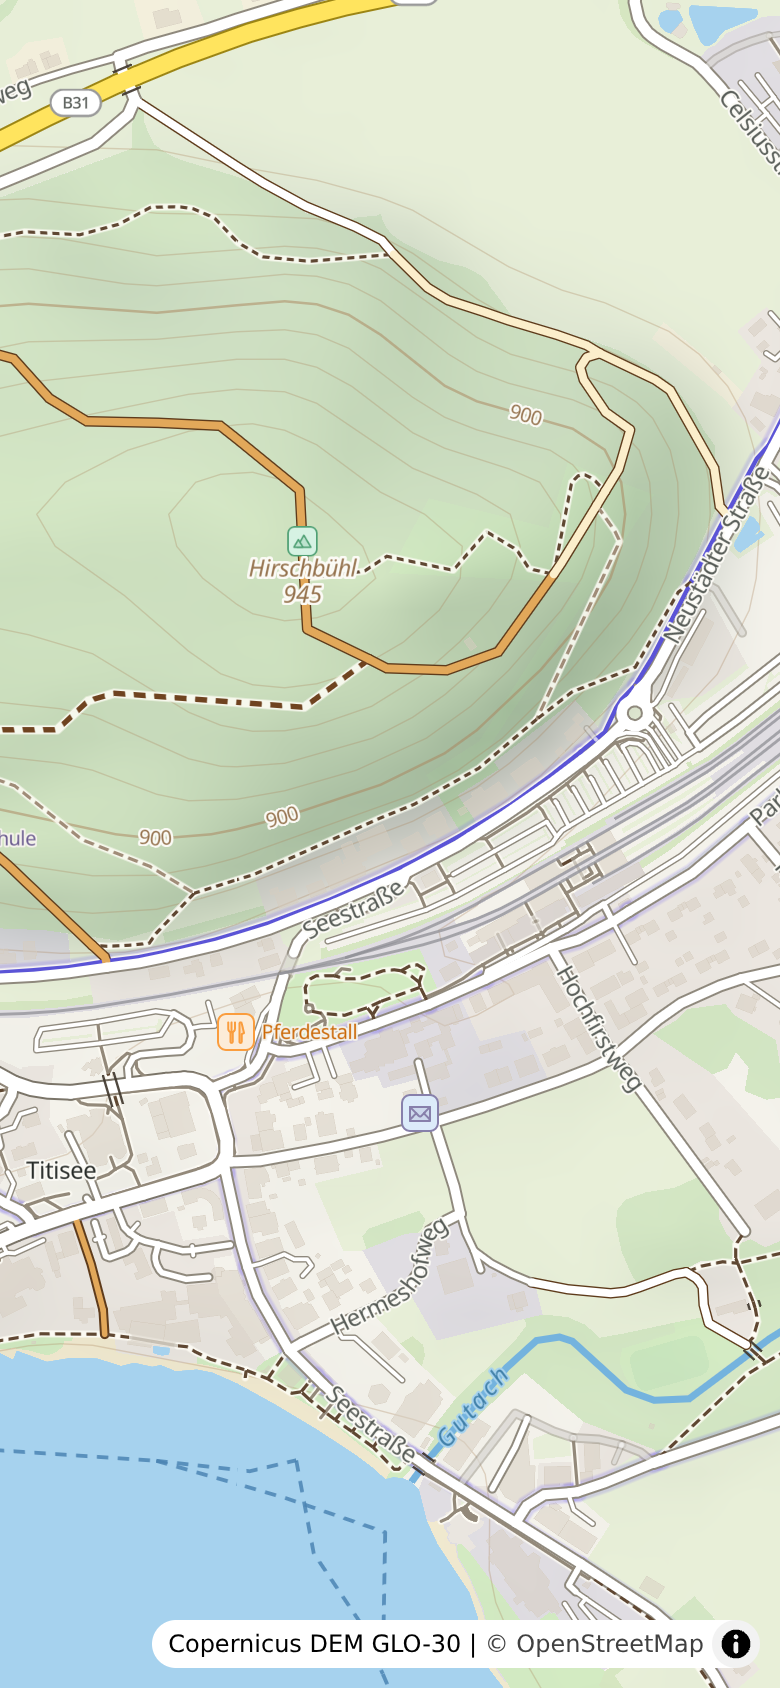 weg
B31
Celsiusst
900
Neustädter Straße
Hirschbühl
945
900
900
hule
Park
Seestraße
Pferdestall
Hochfirstweg
Titisee
Hermeshofweg
Gutach
Seestraße
Copernicus DEM GLO-30 | © OpenStreetMap